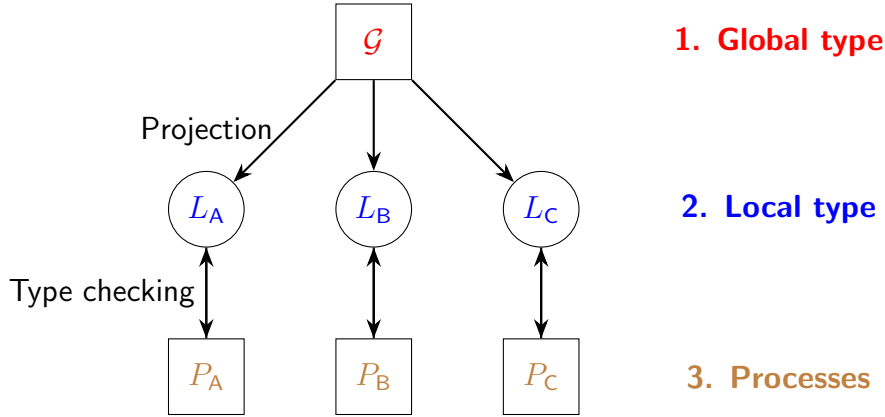 𝒢 1. Global type
Projection
L_A L_B L_C 2. Local type
Type checking
P_A P_B P_C 3. Processes